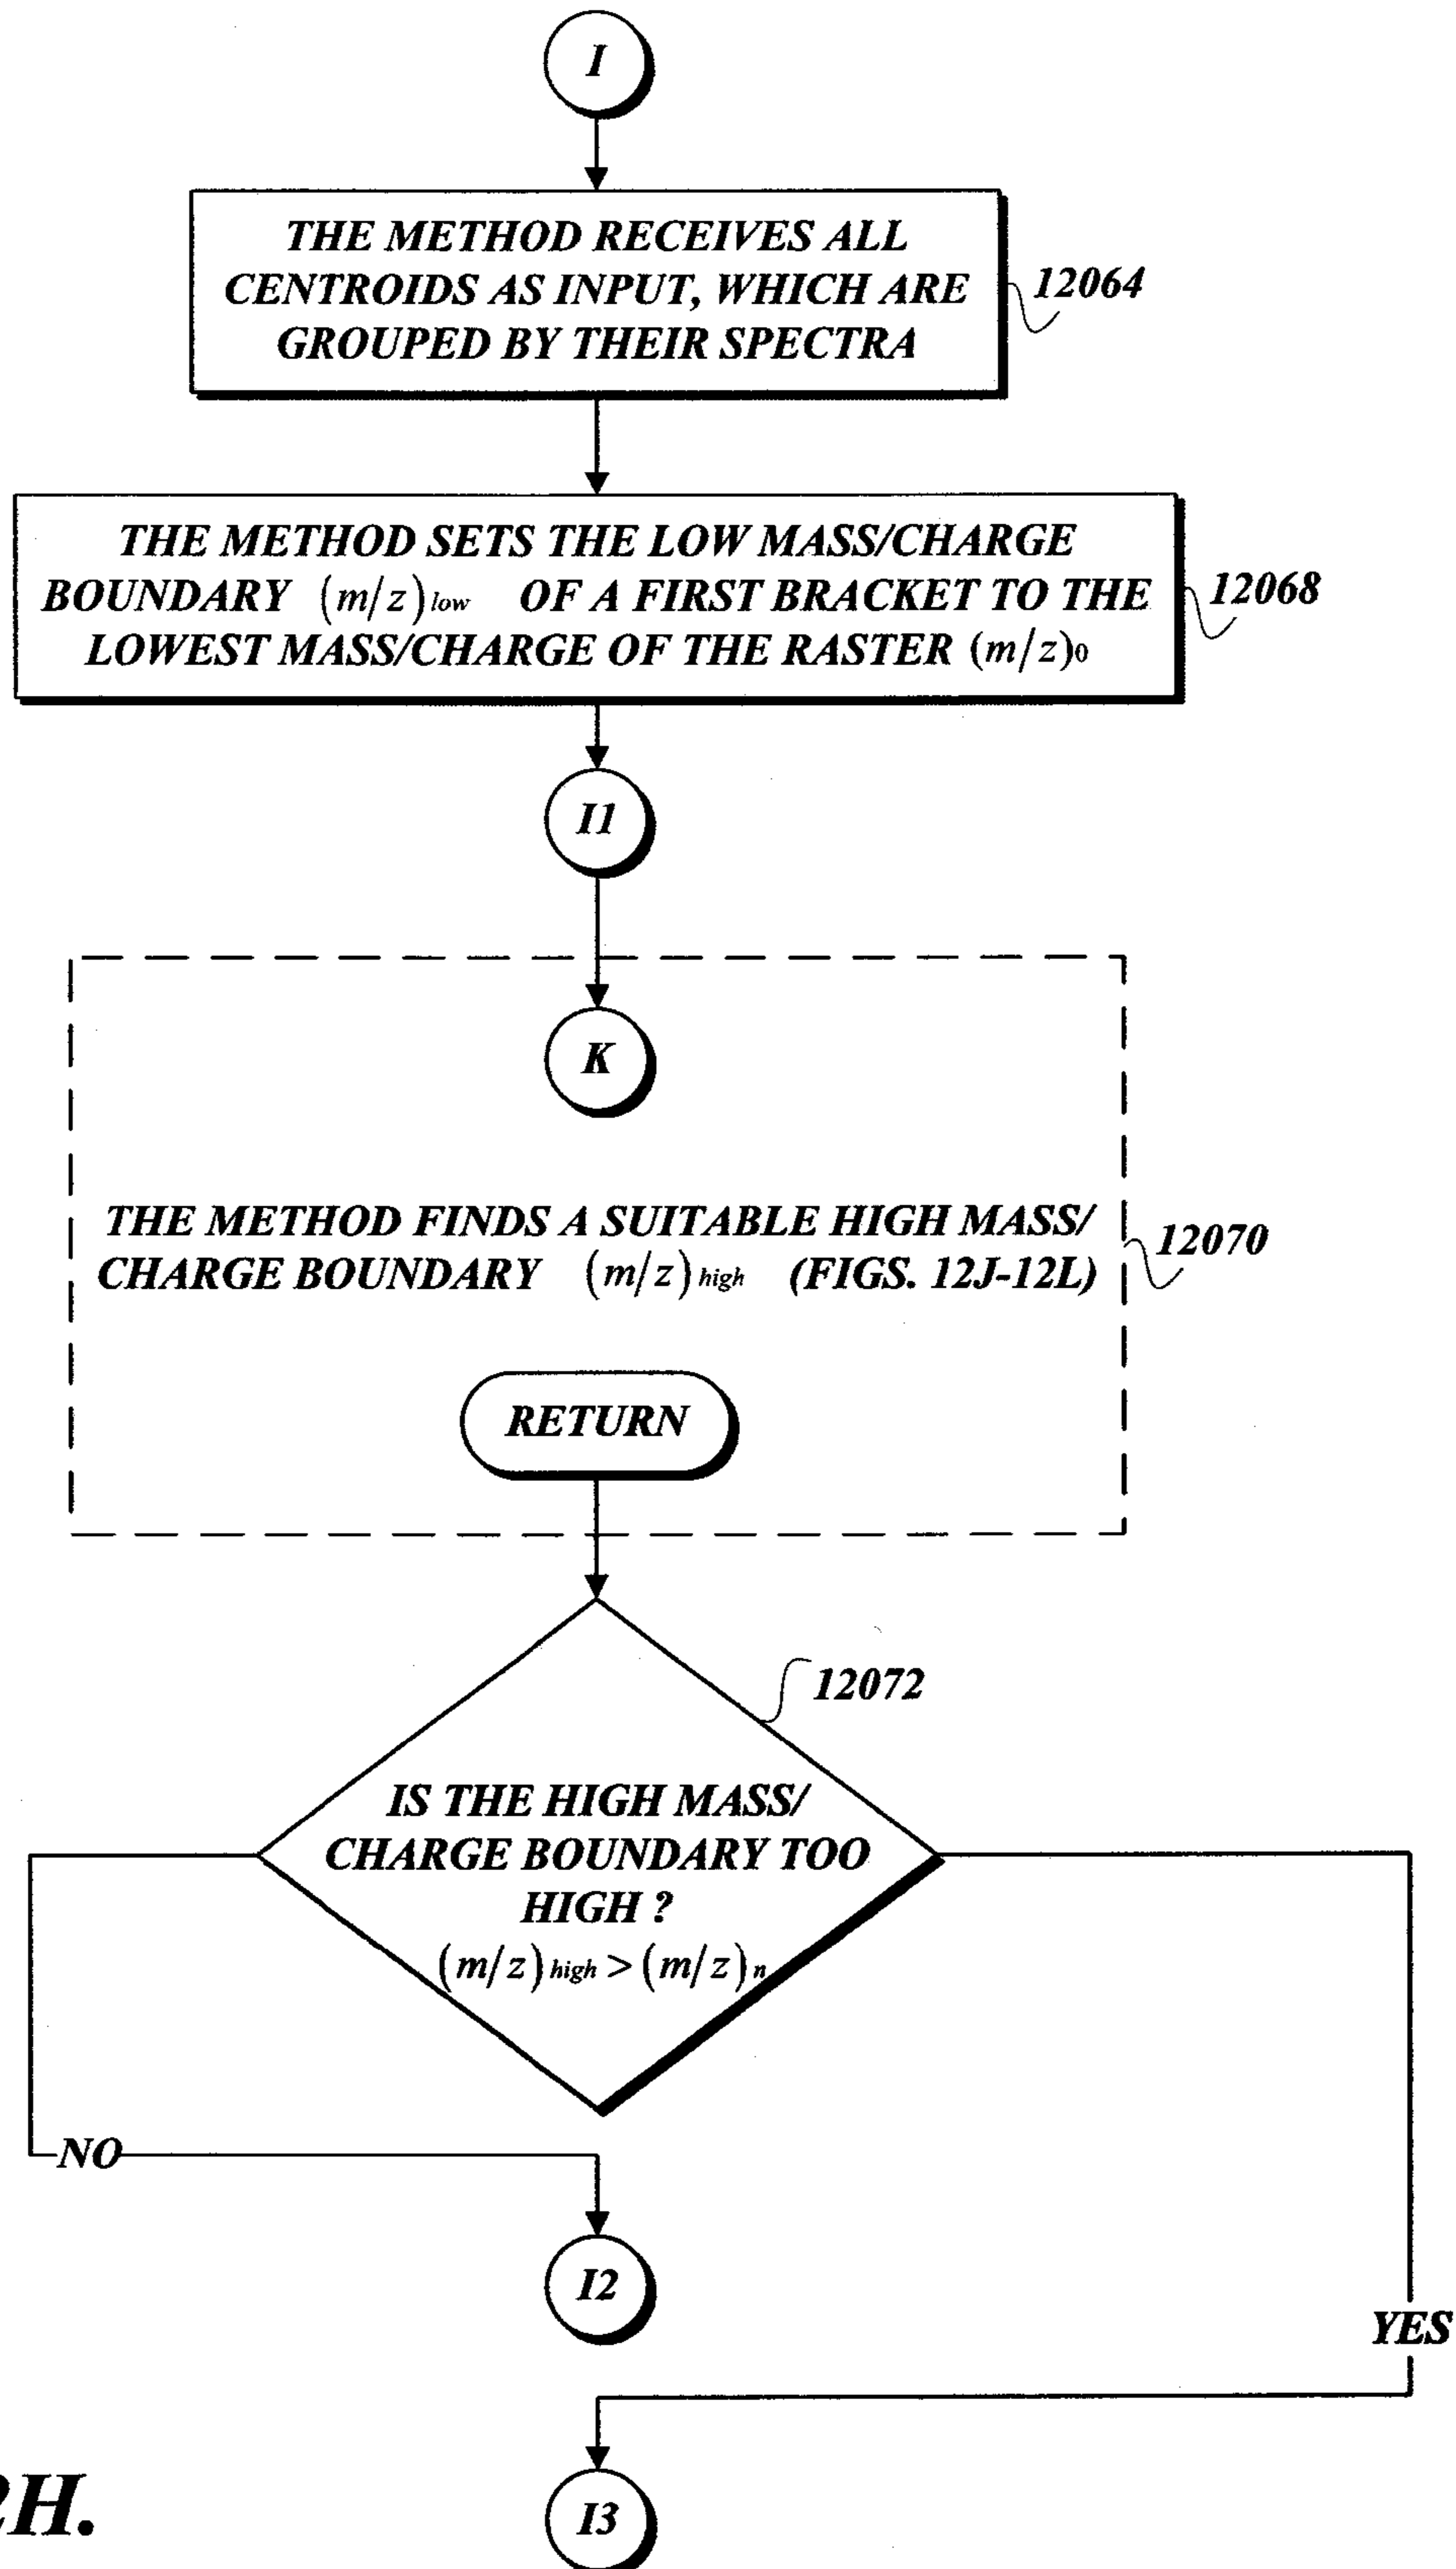 I
THE METHOD RECEIVES ALL
CENTROIDS AS INPUT, WHICH ARE
GROUPED BY THEIR SPECTRA
12064
THE METHOD SETS THE LOW MASS/CHARGE
BOUNDARY (m/z)low OF A FIRST BRACKET TO THE
LOWEST MASS/CHARGE OF THE RASTER (m/z)0
12068
I1
K
THE METHOD FINDS A SUITABLE HIGH MASS/
CHARGE BOUNDARY (m/z)high (FIGS. 12J-12L)
12070
RETURN
12072
IS THE HIGH MASS/
CHARGE BOUNDARY TOO
HIGH ?
(m/z)high > (m/z)n
NO
I2
YES
I3
2H.